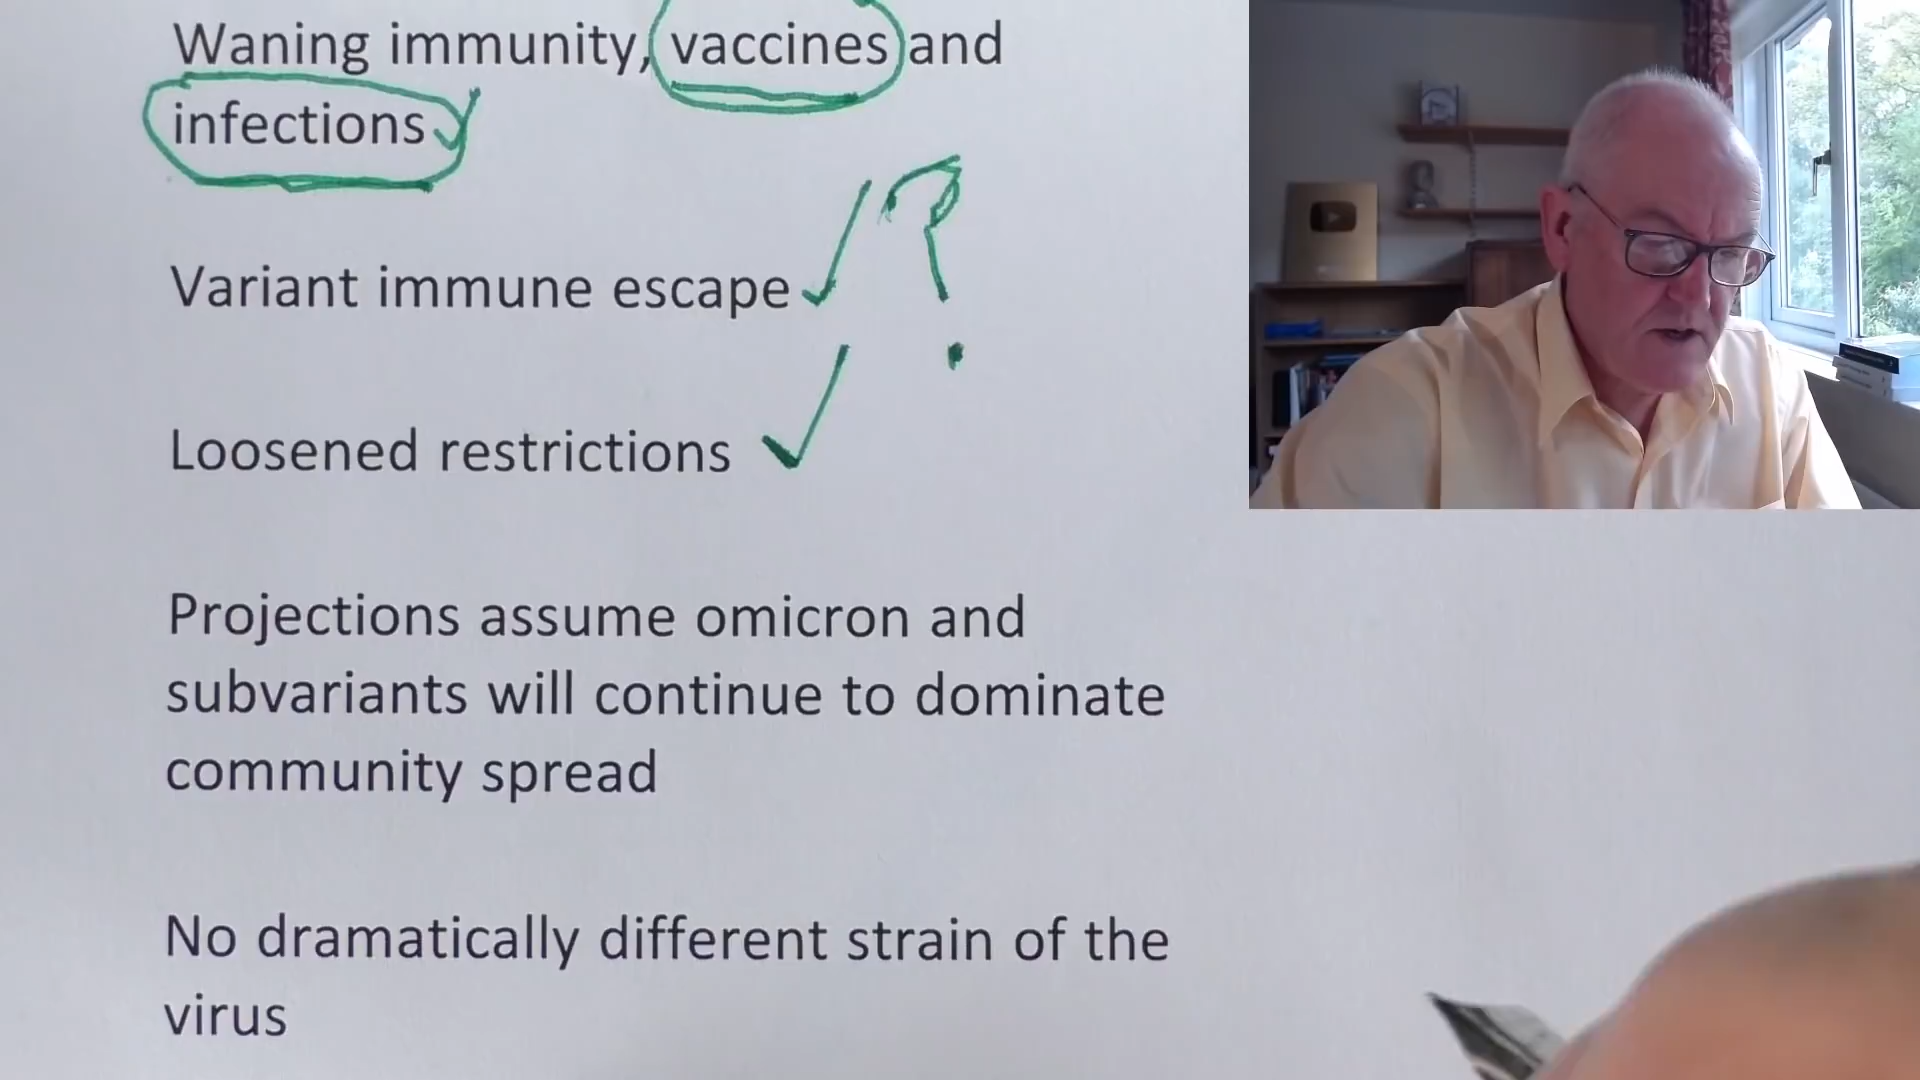 Waning immunity, vaccines and
infections
Variant immune escape ?
Loosened restrictions
Projections assume omicron and
subvariants will continue to dominate
community spread
No dramatically different strain of the
virus